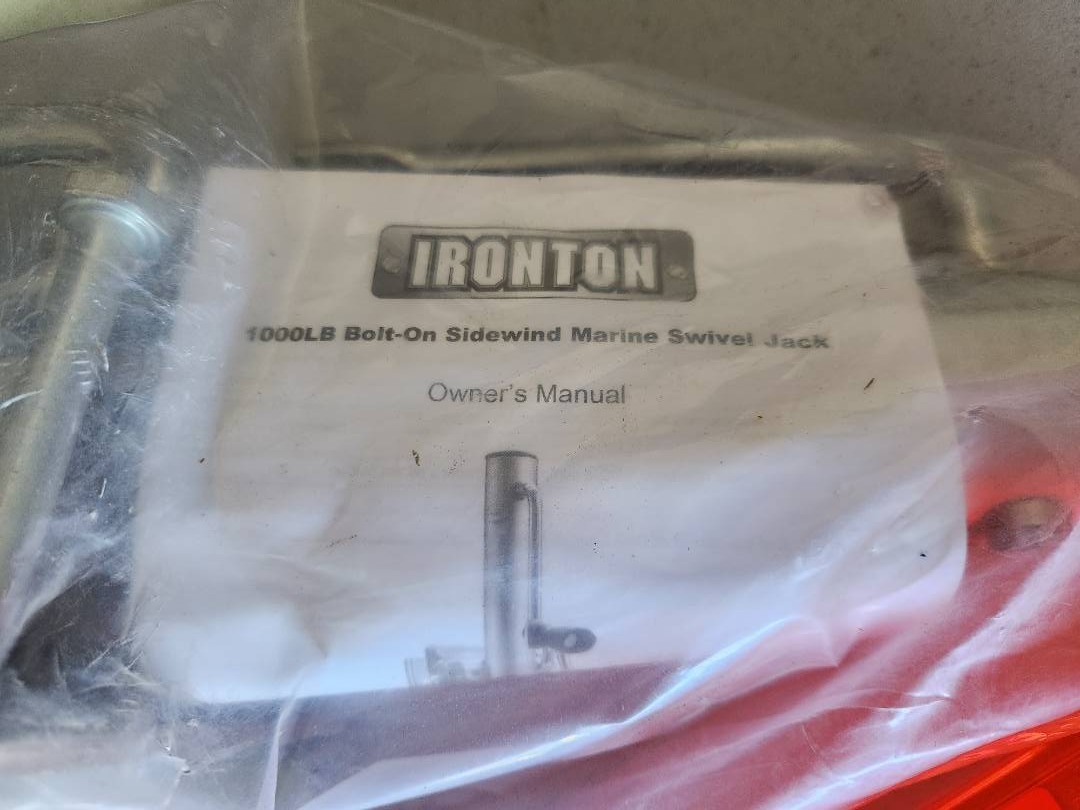 IRONTON
1000LB Bolt-On Sidewind Marine Swivel Jack
Owner's Manual